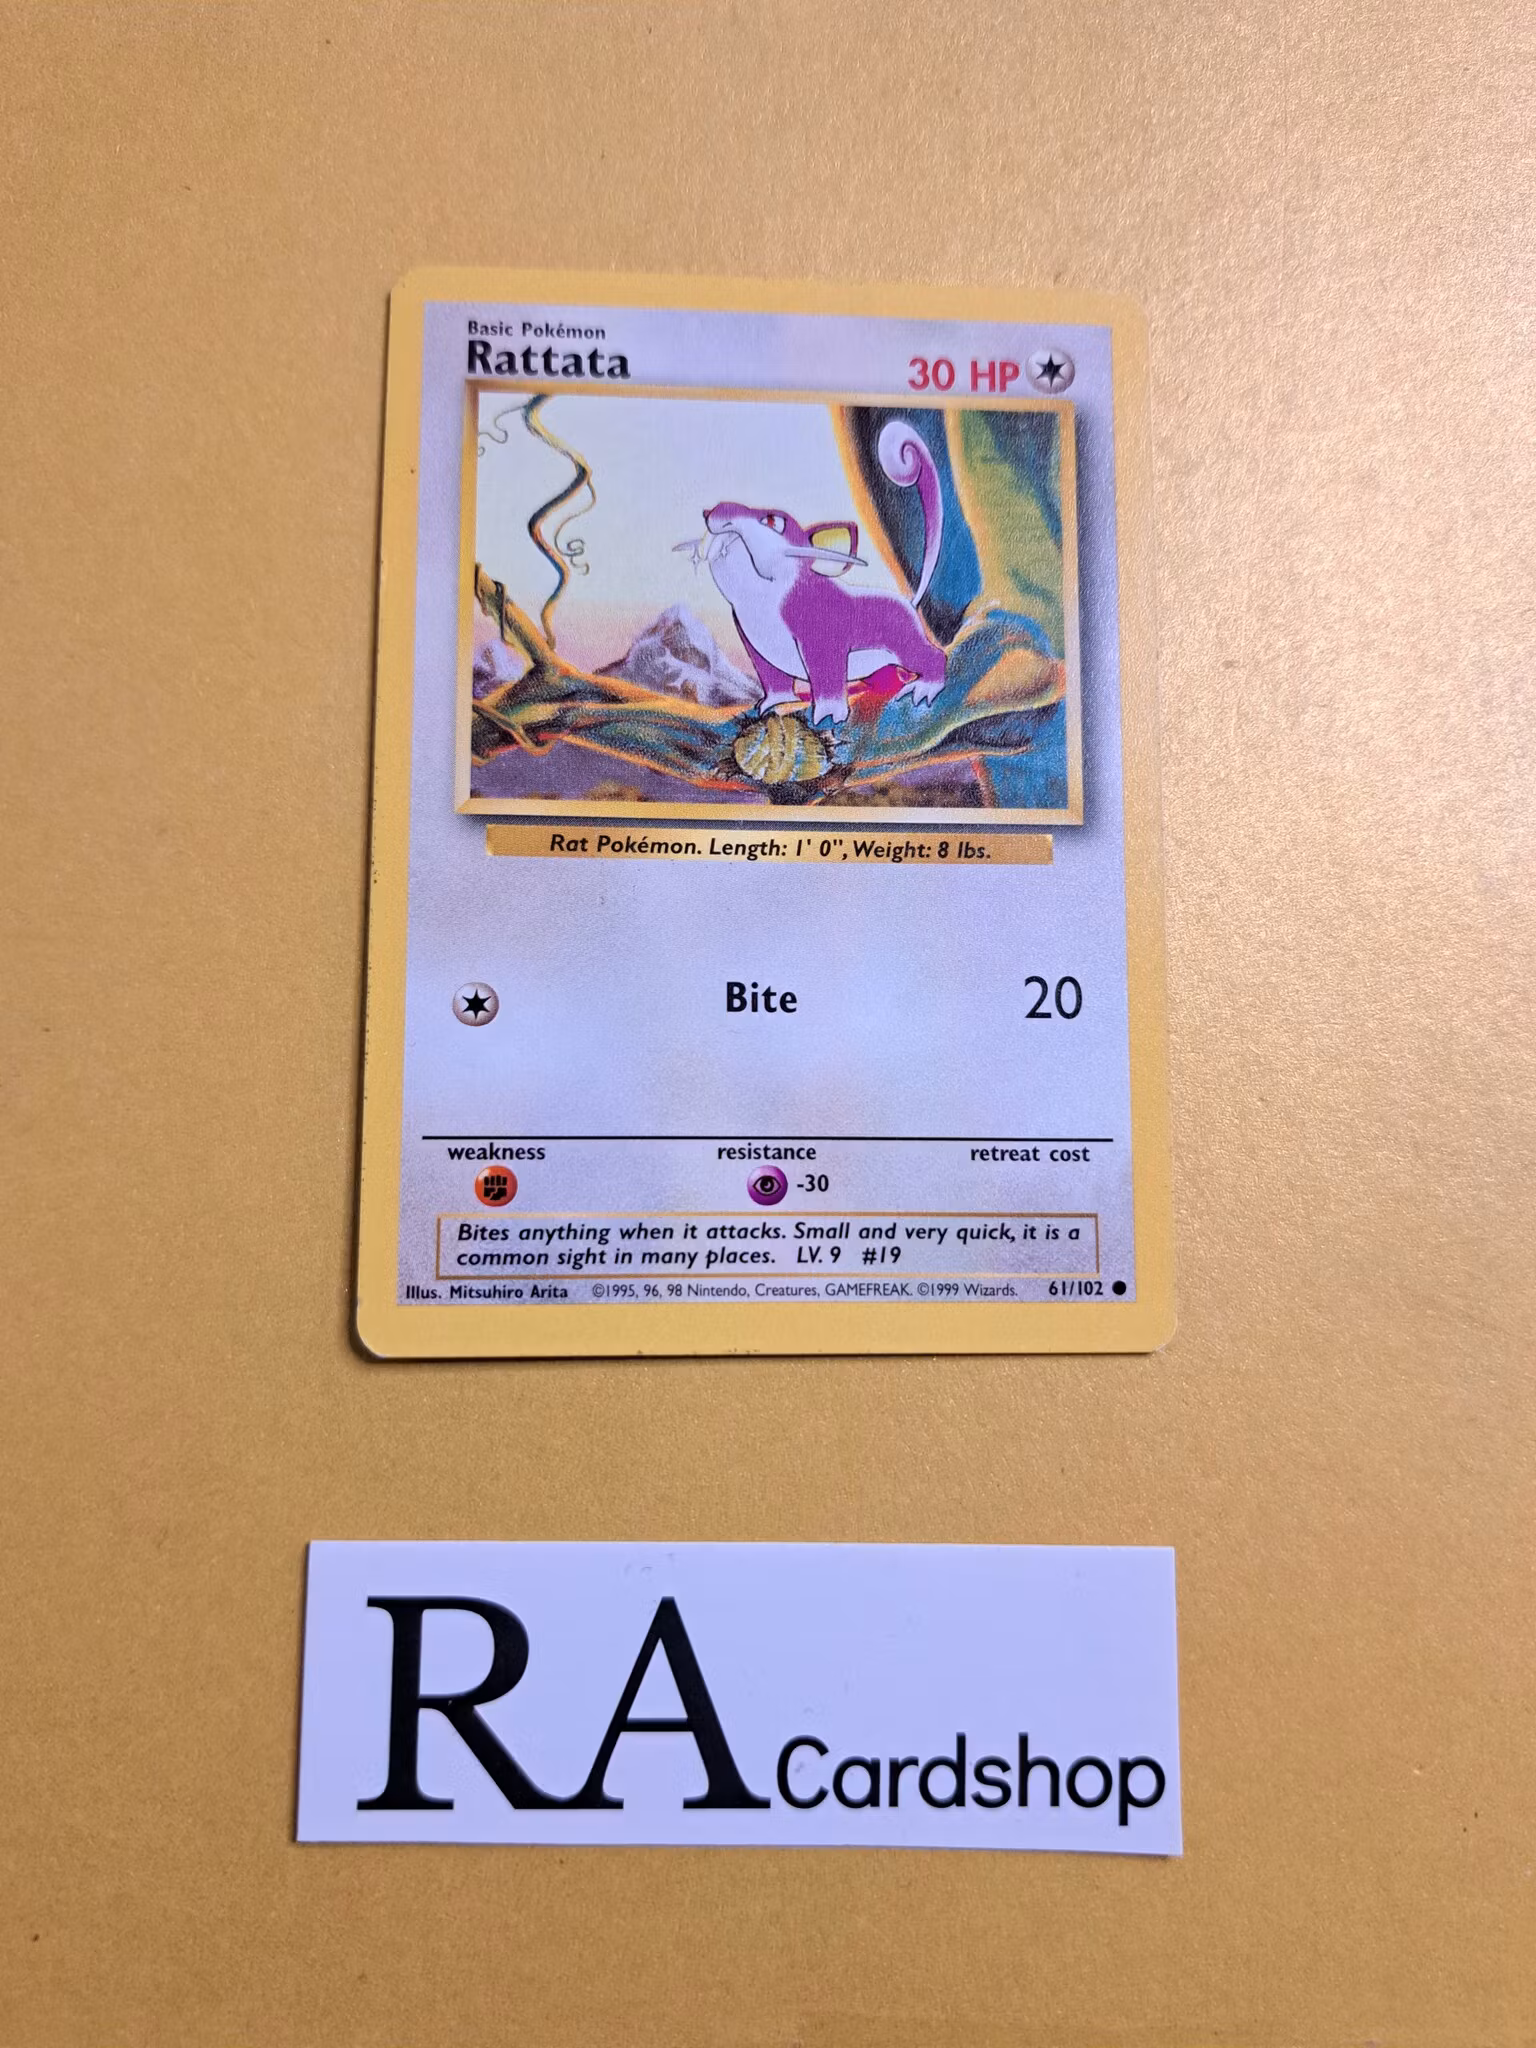 Basic Pokémon
Rattata
30 HP
Rat Pokémon. Length: 1' 0", Weight: 8 lbs.
Bite 20
weakness resistance retreat cost
-30
Bites anything when it attacks. Small and very quick, it is a
common sight in many places. LV. 9 #19
Illus. Mitsuhiro Arita ©1995, 96, 98 Nintendo, Creatures, GAMEFREAK. ©1999 Wizards. 61/102
RA Cardshop